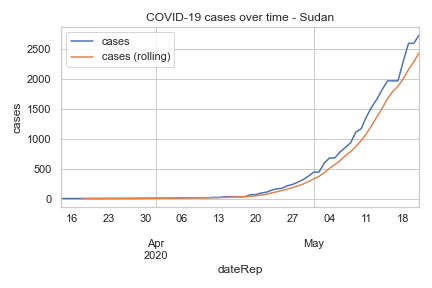 COVID-19 cases over time - Sudan
cases
cases (rolling)
cases
2500
2000
1500
1000
500
0
16 23 30 06 13 20 27 04 11 18
Apr May
2020
dateRep